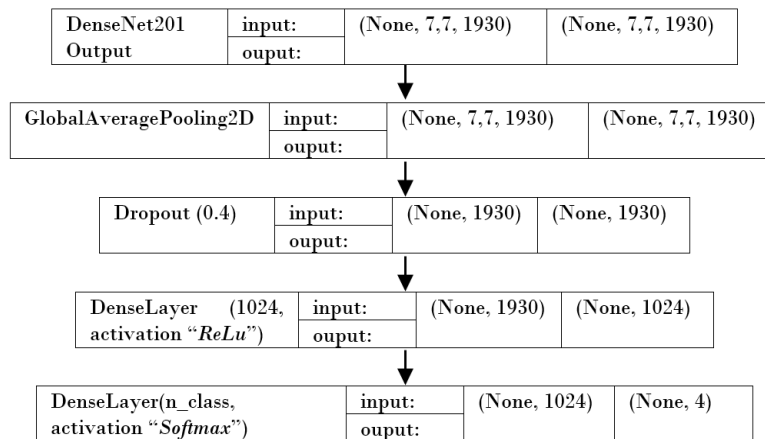 DenseNet201 input: (None, 7,7, 1930) (None, 7,7, 1930)
Output ouput:
GlobalAveragePooling2D input: (None, 7,7, 1930) (None, 7,7, 1930)
ouput:
Dropout (0.4) input: (None, 1930) (None, 1930)
ouput:
DenseLayer (1024, input: (None, 1930) (None, 1024)
activation “ReLu”) ouput:
DenseLayer(n_class, input: (None, 1024) (None, 4)
activation “Softmax”) ouput: